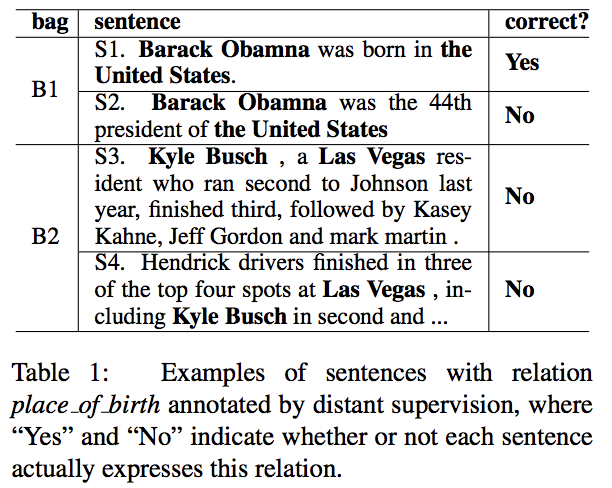 bag sentence correct?
B1
S1. Barack Obamna was born in the
United States.
Yes
S2. Barack Obamna was the 44th
president of the United States
No
B2
S3. Kyle Busch , a Las Vegas res-
ident who ran second to Johnson last
year, finished third, followed by Kasey
Kahne, Jeff Gordon and mark martin .
No
S4. Hendrick drivers finished in three
of the top four spots at Las Vegas , in-
cluding Kyle Busch in second and ...
No
Table 1: Examples of sentences with relation
place_of_birth annotated by distant supervision, where
“Yes” and “No” indicate whether or not each sentence
actually expresses this relation.